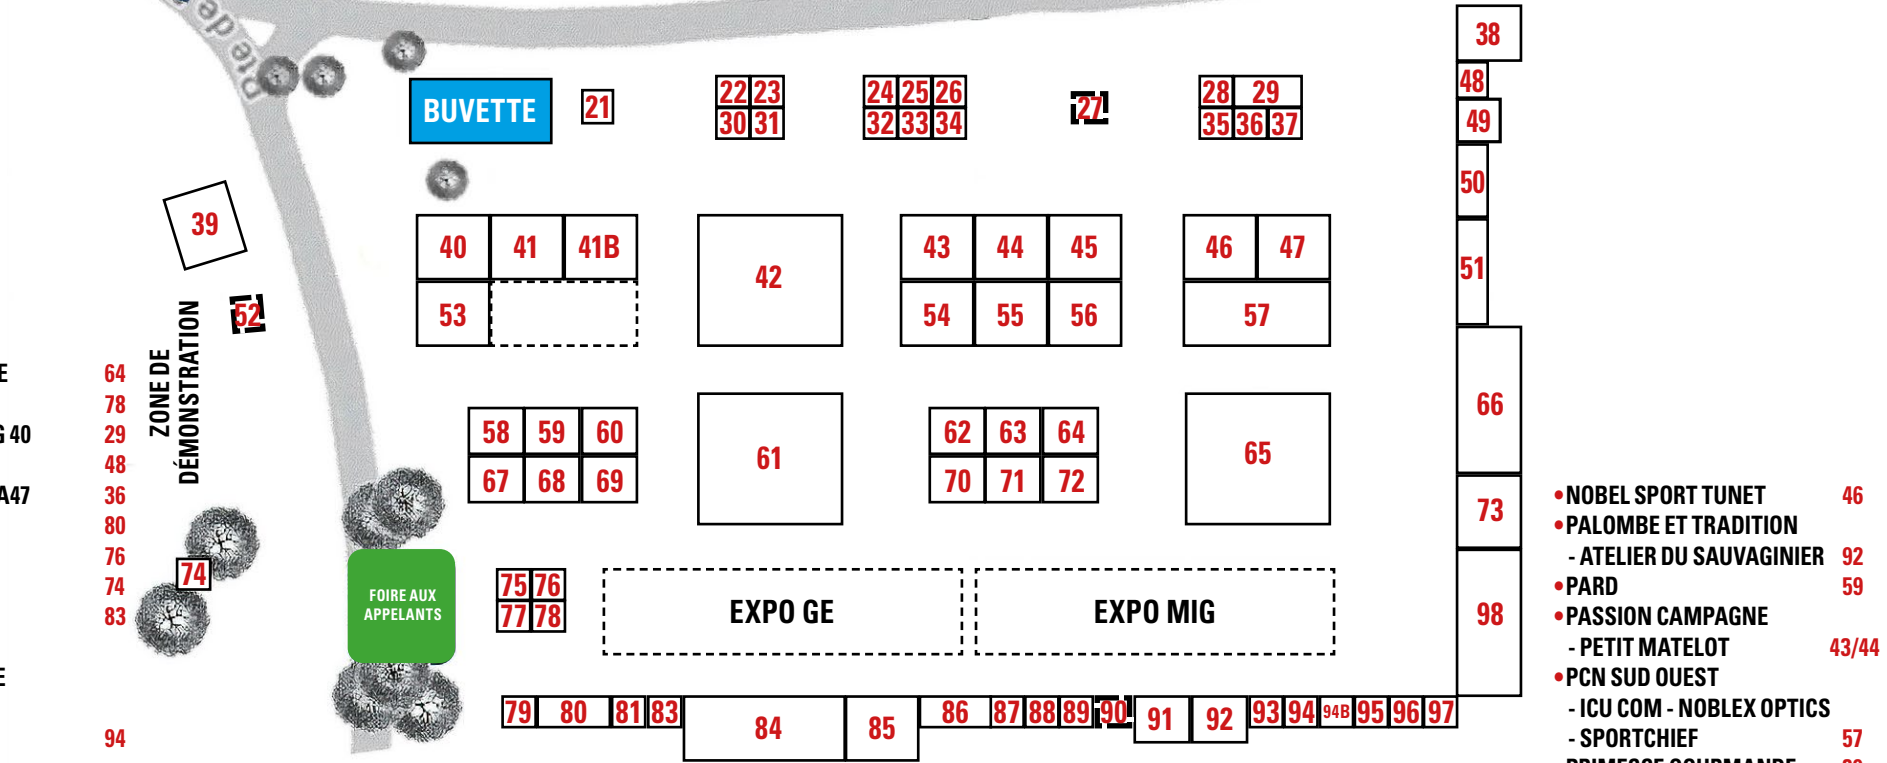 Rte de
38
48
BUVETTE
21
22 23
24 25 26
27
28 29
49
30 31
32 33 34
35 36 37
50
39
40 41 41B
42
43 44 45
46 47
51
52
53
54 55 56
57
ZONE DE
DÉMONSTRATION
64
78
29
48
36
80
76
74
83
94
G 40
A47
66
58 59 60
61
62 63 64
65
67 68 69
70 71 72
73
74
FOIRE AUX
APPELANTS
75 76
77 78
EXPO GE
EXPO MIG
98
79 80 81 83 84 85 86 87 88 89 90 91 92 93 94 94B 95 96 97
•NOBEL SPORT TUNET 46
•PALOMBE ET TRADITION
- ATELIER DU SAUVAGINIER 92
•PARD 59
•PASSION CAMPAGNE
- PETIT MATELOT 43/44
•PCN SUD OUEST
- ICU COM - NOBLEX OPTICS
- SPORTCHIEF 57